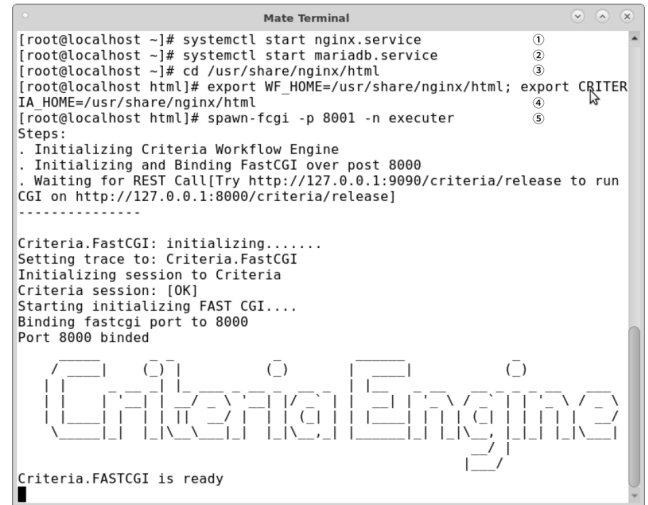 Mate Terminal
[root@localhost ~]# systemctl start nginx.service ①
[root@localhost ~]# systemctl start mariadb.service ②
[root@localhost ~]# cd /usr/share/nginx/html ③
[root@localhost html]# export WF_HOME=/usr/share/nginx/html; export CRITER
IA_HOME=/usr/share/nginx/html ④
[root@localhost html]# spawn-fcgi -p 8001 -n executer ⑤
Steps:
. Initializing Criteria Workflow Engine
. Initializing and Binding FastCGI over post 8000
. Waiting for REST Call[Try http://127.0.0.1:9090/criteria/release to run
CGI on http://127.0.0.1:8000/criteria/release]
---------------
Criteria.FastCGI: initializing.......
Setting trace to: Criteria.FastCGI
Initializing session to Criteria
Criteria session: [OK]
Starting initializing FAST CGI....
Binding fastcgi port to 8000
Port 8000 binded
CriteriaEngine
Criteria.FASTCGI is ready